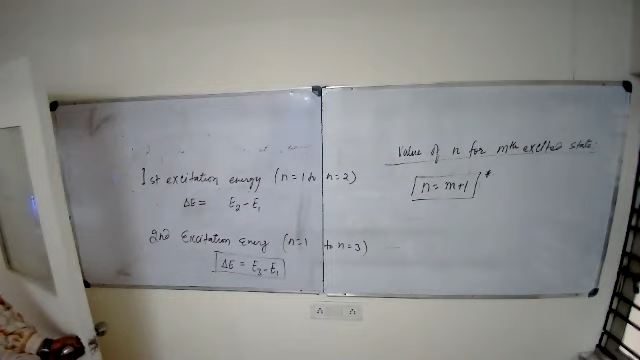 1st excitation energy (n=1 to n=2)
ΔE = E₂-E₁
2nd Excitation Energy (n=1 to n=3)
ΔE = E₃-E₁
Value of n for mth excited state
n = m+1